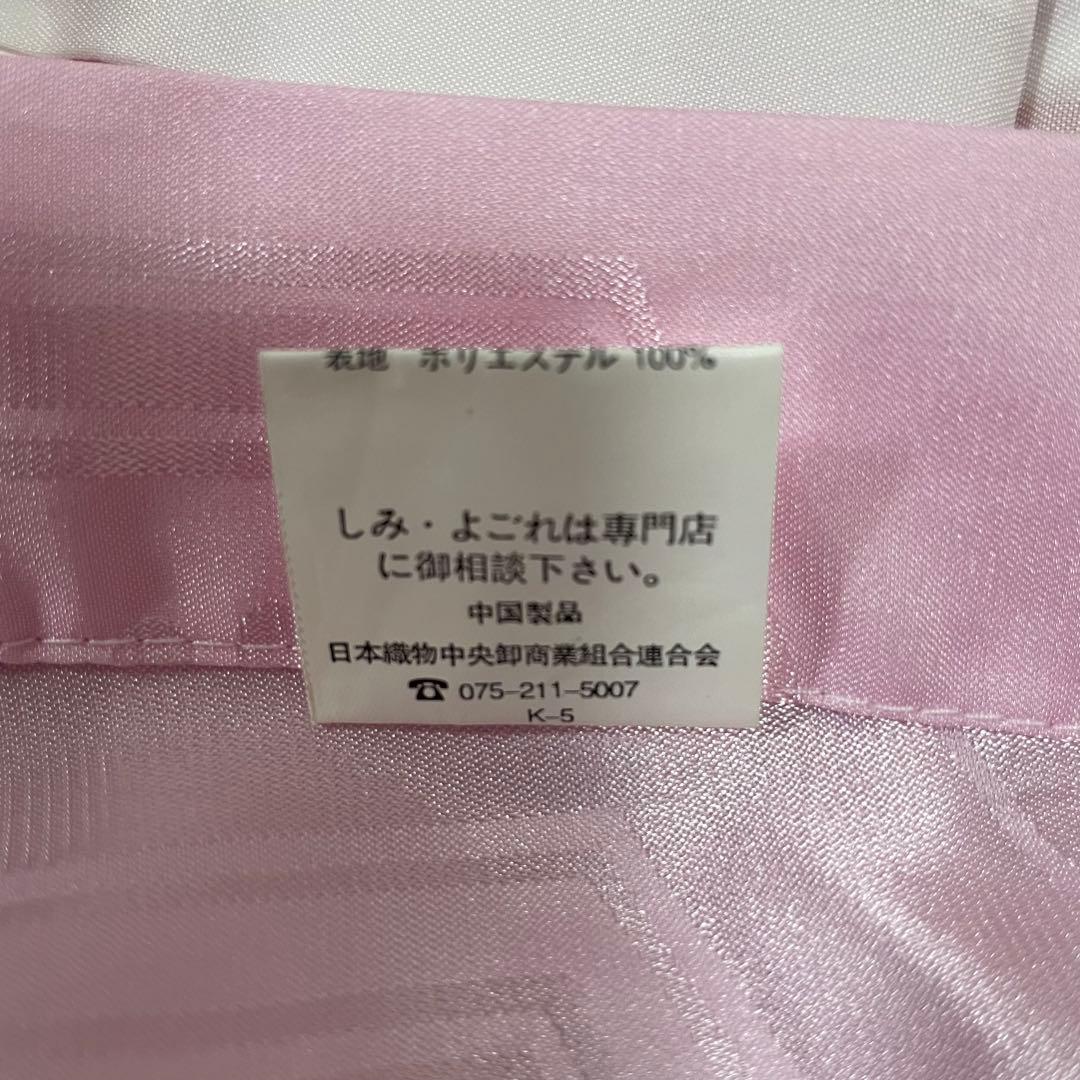 表地 ポリエステル 100%
しみ・よごれは専門店
に御相談下さい。
中国製品
日本織物中央卸商業組合連合会
☎ 075-211-5007
K-5